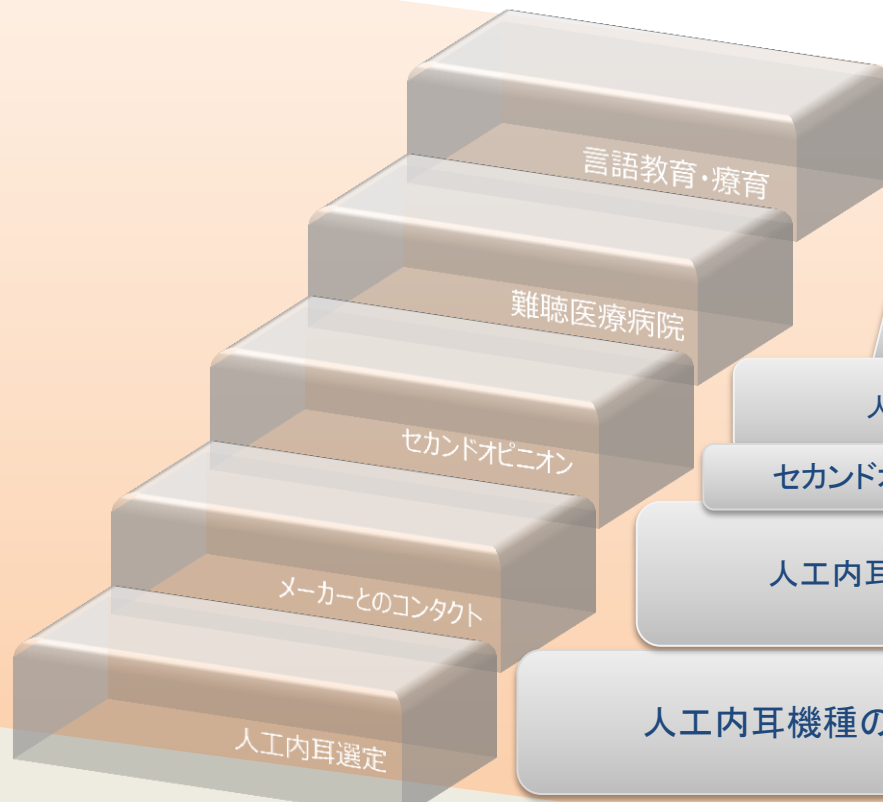 言語教育・療育
難聴医療病院
セカンドオピニオン
メーカーとのコンタクト
人工内耳選定
人
セカンドオ
人工内耳
人工内耳機種の